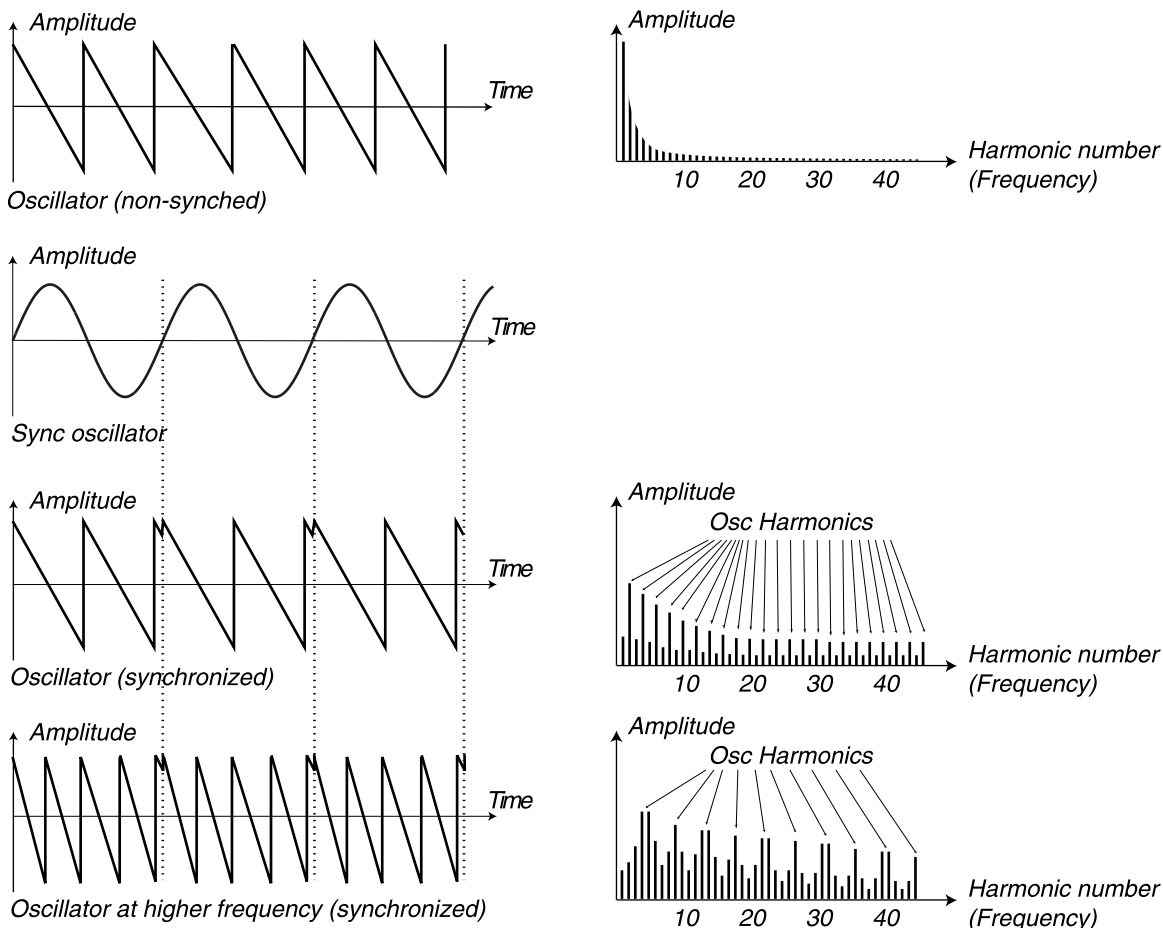 Amplitude
Time
Oscillator (non-synched)
Amplitude
Harmonic number
(Frequency)
10 20 30 40
Amplitude
Time
Sync oscillator
Amplitude
Time
Oscillator (synchronized)
Amplitude
Osc Harmonics
Harmonic number
(Frequency)
10 20 30 40
Amplitude
Time
Oscillator at higher frequency (synchronized)
Amplitude
Osc Harmonics
Harmonic number
(Frequency)
10 20 30 40